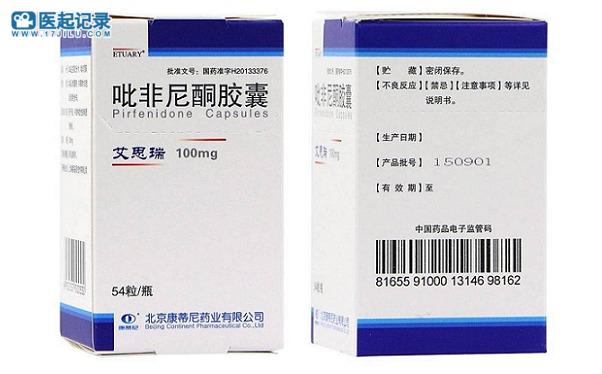 医起记录
WWW.17JILU.COM
ETUARY®
批准文号：国药准字H20133376
吡非尼酮胶囊
Pirfenidone Capsules
艾思瑞 100mg
54粒/瓶
康蒂尼
北京康蒂尼药业有限公司
Beijing Continent Pharmaceutical Co., Ltd.
【贮 藏】密闭保存。
【不良反应】【禁忌】【注意事项】等详见
说明书。
【生产日期】
【产品批号】150901
【有 效 期】至
中国药品电子监管码
81655 91000 13146 98162